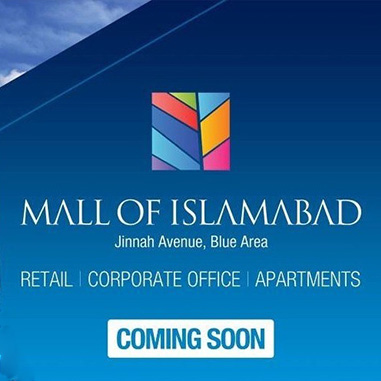 MALL OF ISLAMABAD
Jinnah Avenue, Blue Area
RETAIL | CORPORATE OFFICE | APARTMENTS
COMING SOON